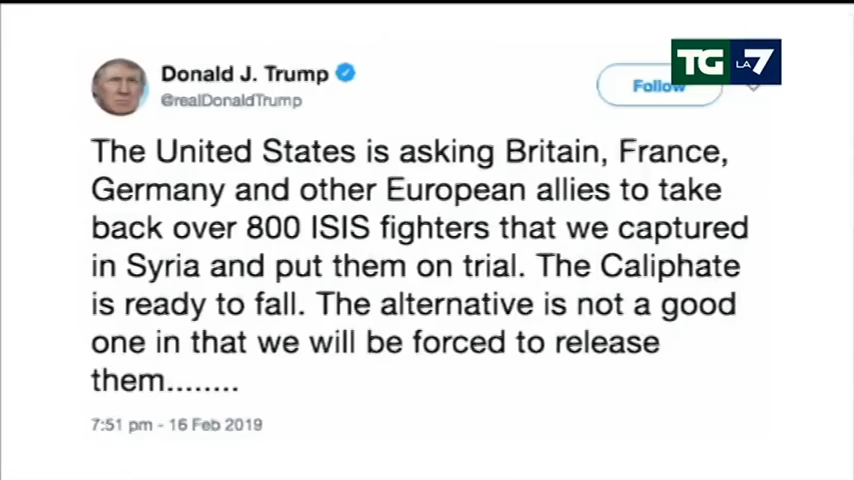 Donald J. Trump
@realDonaldTrump
Follow
TG LA 7
The United States is asking Britain, France,
Germany and other European allies to take
back over 800 ISIS fighters that we captured
in Syria and put them on trial. The Caliphate
is ready to fall. The alternative is not a good
one in that we will be forced to release
them........
7:51 pm - 16 Feb 2019